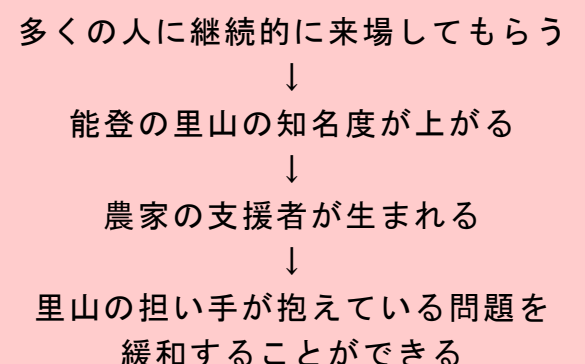 多くの人に継続的に来場してもらう
↓
能登の里山の知名度が上がる
↓
農家の支援者が生まれる
↓
里山の担い手が抱えている問題を
緩和することができる